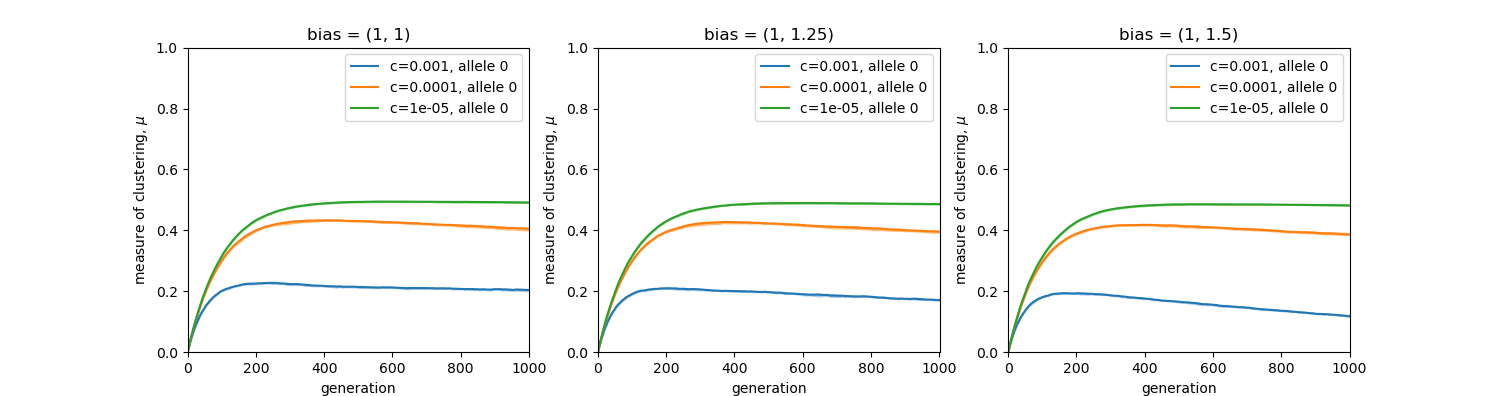 bias = (1, 1)
1.0
0.8
0.6
0.4
0.2
0.0
measure of clustering, μ
c=0.001, allele 0
c=0.0001, allele 0
c=1e-05, allele 0
0 200 400 600 800 1000
generation
bias = (1, 1.25)
1.0
0.8
0.6
0.4
0.2
0.0
measure of clustering, μ
c=0.001, allele 0
c=0.0001, allele 0
c=1e-05, allele 0
0 200 400 600 800 1000
generation
bias = (1, 1.5)
1.0
0.8
0.6
0.4
0.2
0.0
measure of clustering, μ
c=0.001, allele 0
c=0.0001, allele 0
c=1e-05, allele 0
0 200 400 600 800 1000
generation